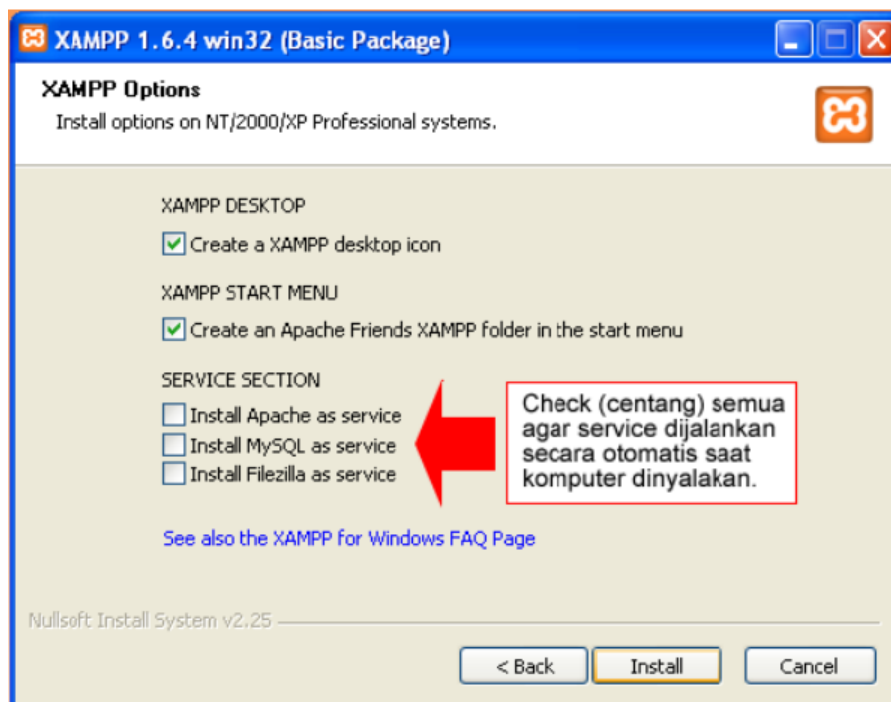 XAMPP 1.6.4 win32 (Basic Package)
XAMPP Options
Install options on NT/2000/XP Professional systems.
XAMPP DESKTOP
Create a XAMPP desktop icon
XAMPP START MENU
Create an Apache Friends XAMPP folder in the start menu
SERVICE SECTION
Install Apache as service
Install MySQL as service
Install Filezilla as service
Check (centang) semua
agar service dijalankan
secara otomatis saat
komputer dinyalakan.
See also the XAMPP for Windows FAQ Page
Nullsoft Install System v2.25
< Back
Install
Cancel